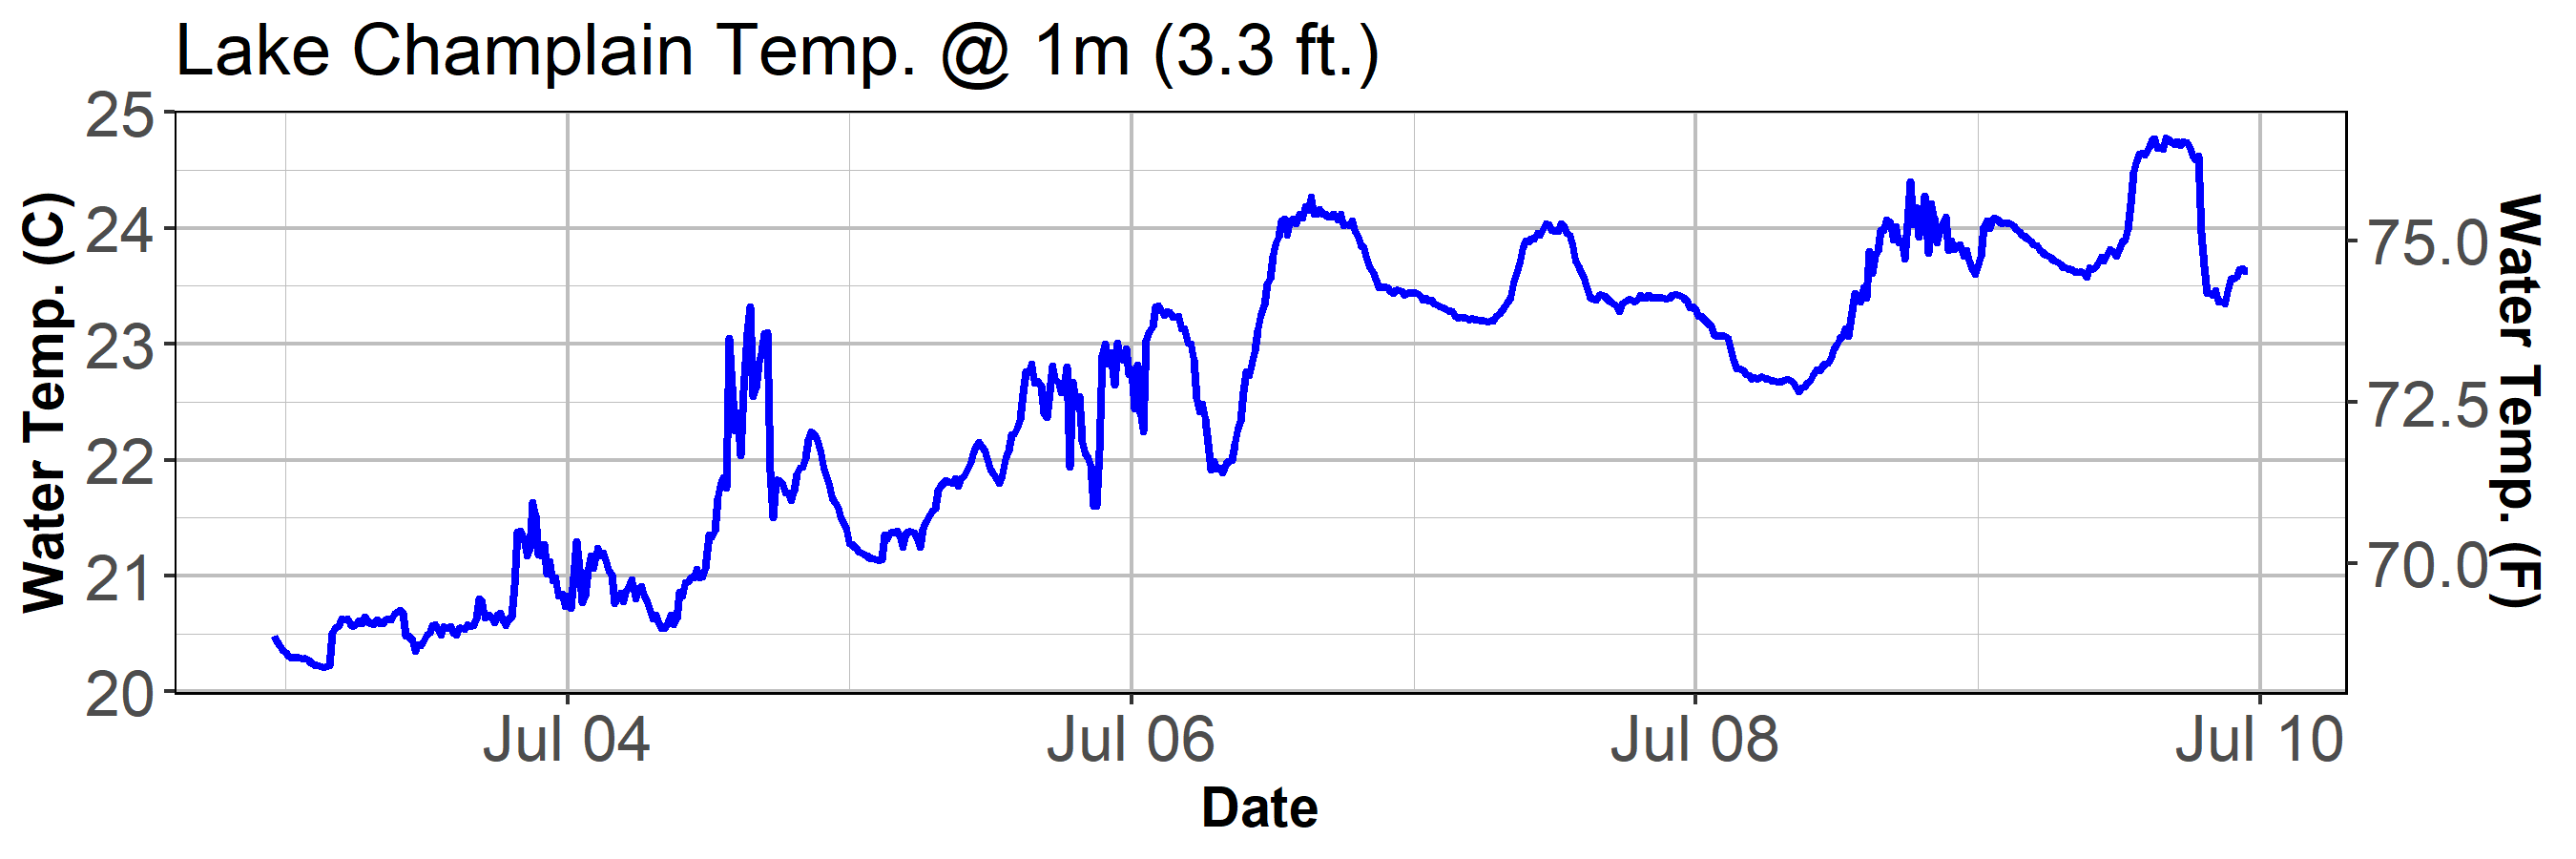 Lake Champlain Temp. @ 1m (3.3 ft.)
Water Temp. (C)
25
24
23
22
21
20
75.0
72.5
70.0
Water Temp. (F)
Jul 04 Jul 06 Jul 08 Jul 10
Date